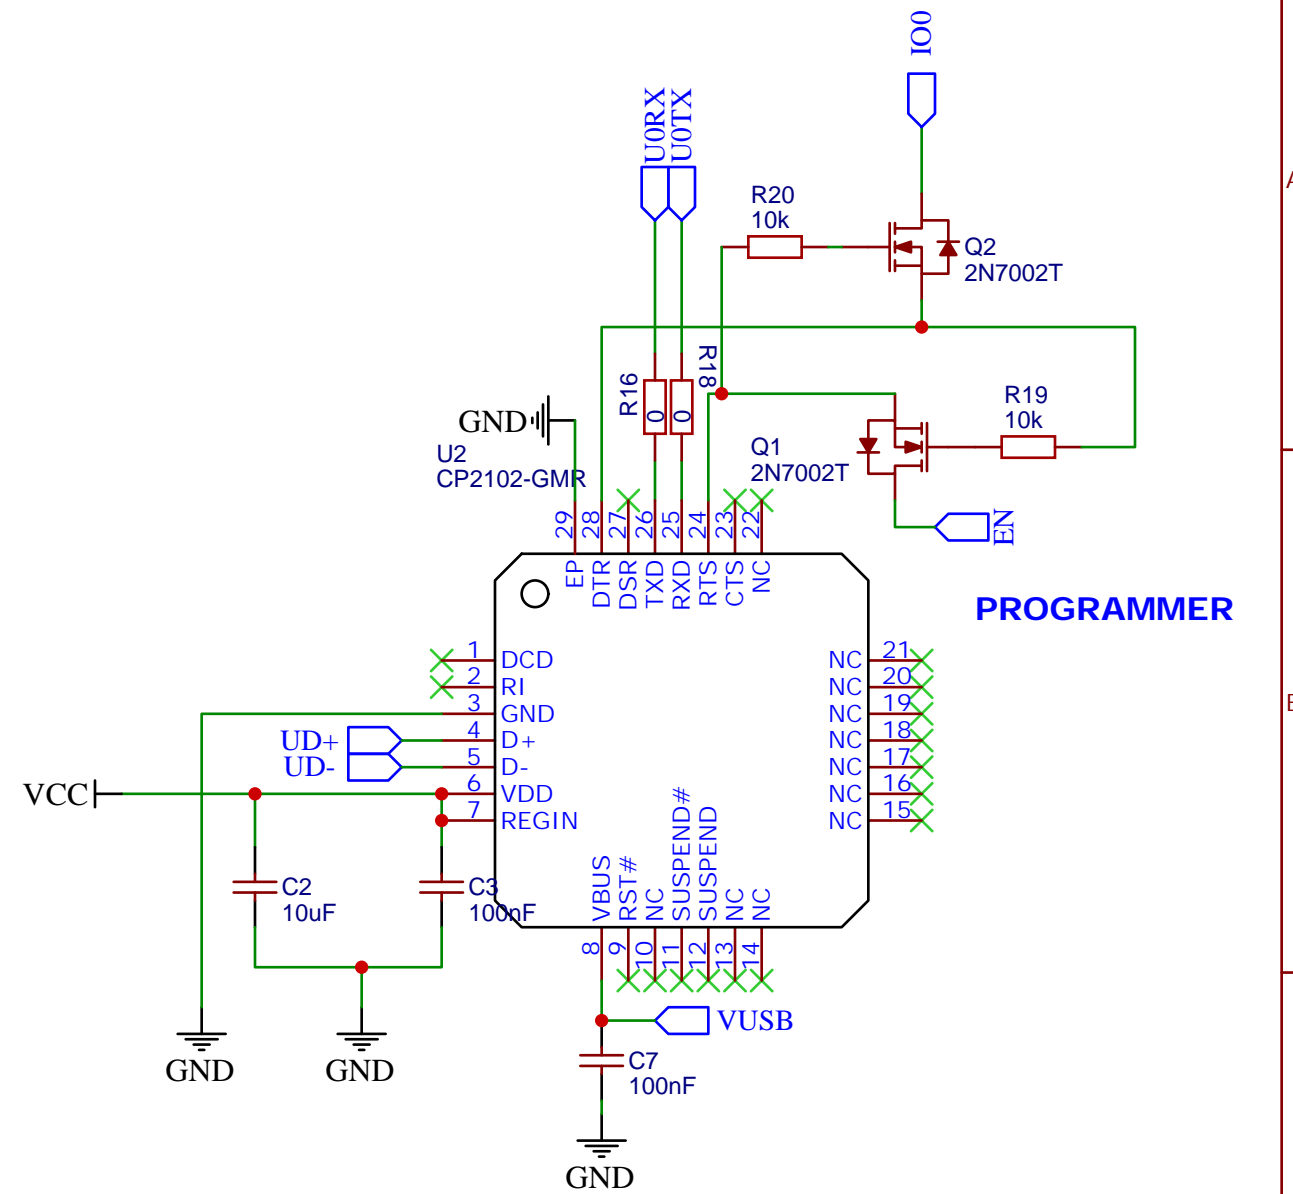 IO0
U0RX
U0TX
R20
10k
Q2
2N7002T
R16
0
R18
0
R19
10k
GND
U2
CP2102-GMR
Q1
2N7002T
EN
29
28
27
26
25
24
23
22
EP
DTR
DSR
TXD
RXD
RTS
CTS
NC
PROGRAMMER
1 DCD
2 RI
3 GND
UD+ 4 D+
UD- 5 D-
VCC 6 VDD
7 REGIN
NC 21
NC 20
NC 19
NC 18
NC 17
NC 16
NC 15
C2
10uF
C3
100nF
VBUS
RST#
NC
SUSPEND#
SUSPEND
NC
NC
8
9
10
11
12
13
14
VUSB
C7
100nF
GND
GND
GND
A